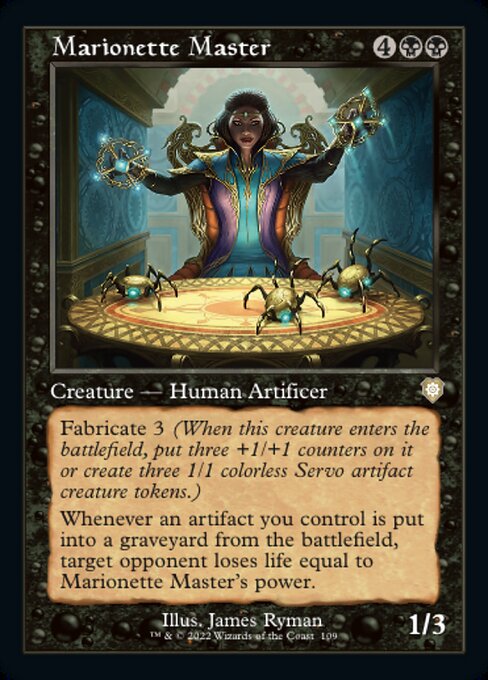 Marionette Master 4
Creature — Human Artificer
Fabricate 3 (When this creature enters the
battlefield, put three +1/+1 counters on it
or create three 1/1 colorless Servo artifact
creature tokens.)
Whenever an artifact you control is put
into a graveyard from the battlefield,
target opponent loses life equal to
Marionette Master's power.
Illus. James Ryman
1/3
™ & © 2022 Wizards of the Coast 109